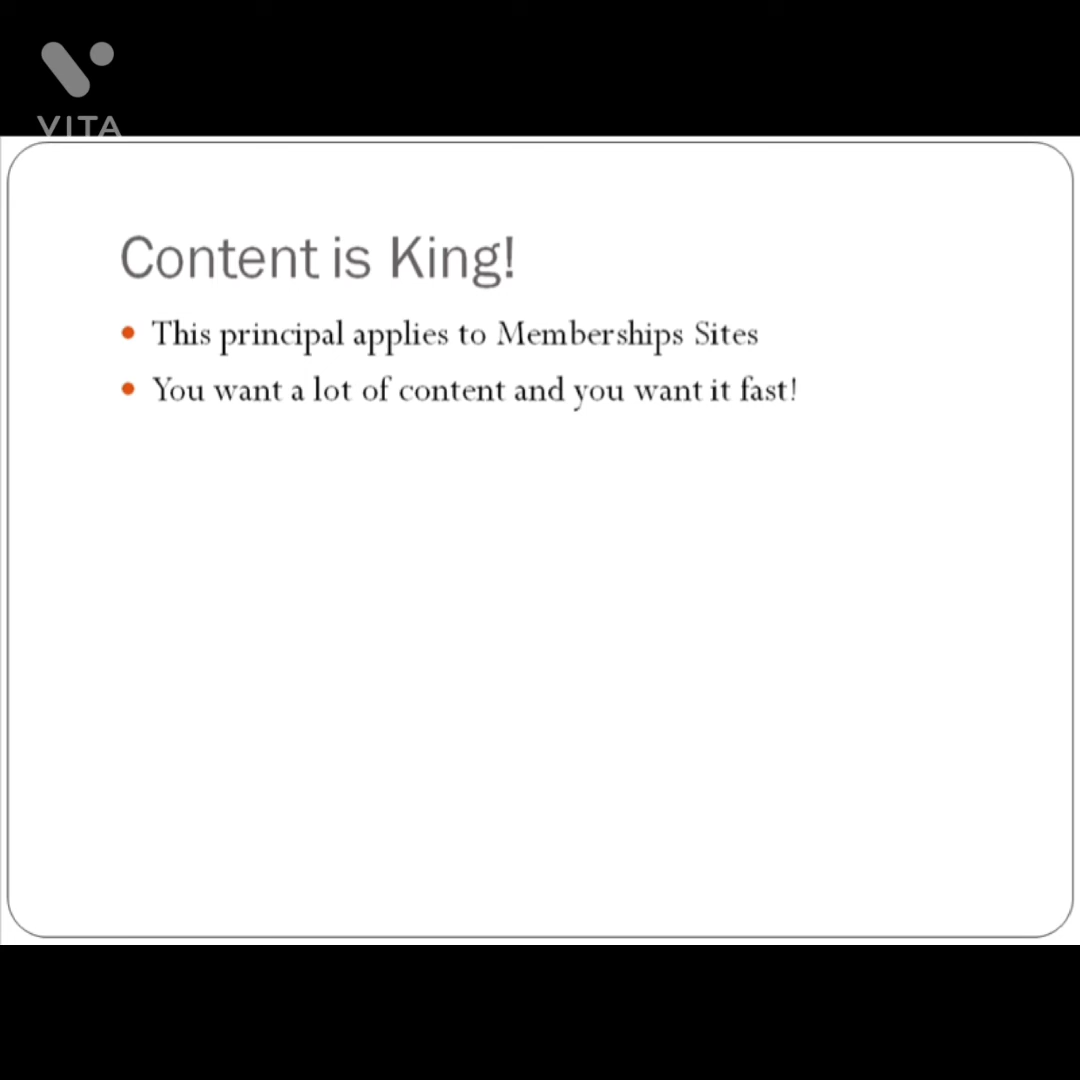 VITA
Content is King!
This principal applies to Memberships Sites
You want a lot of content and you want it fast!